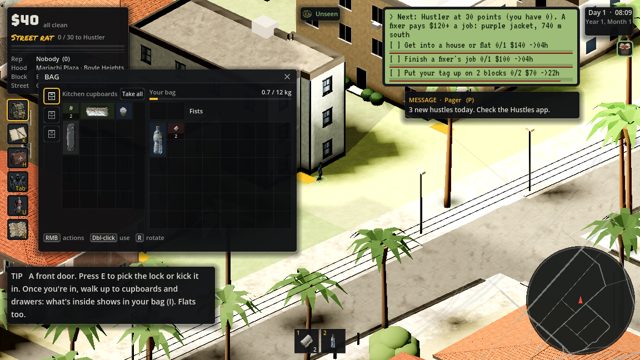 $40 all clean
STREET RAT 0 / 30 to Hustler
Rep Nobody (0)
Hood Mariachi Plaza · Boyle Heights
Block
Street
BAG
Kitchen cupboards Take all
Your bag 0.7 / 12 kg
Fists
2
2
RMB actions Dbl-click use R rotate
TIP A front door. Press E to pick the lock or kick it
in. Once you're in, walk up to cupboards and
drawers: what's inside shows in your bag (I). Flats
too.
Unseen
> Next: Hustler at 30 points (you have 0). A
fixer pays $120+ a job: purple jacket, 740 m
south
[ ] Get into a house or flat 0/1 $140 ->04h
[ ] Finish a fixer's job 0/1 $100 ->04h
[ ] Put your tag up on 2 blocks 0/2 $70 ->22h
MESSAGE · Pager (P)
3 new hustles today. Check the Hustles app.
Day 1 · 08:09
Year 1, Month 1
Tab
U
1
2
2